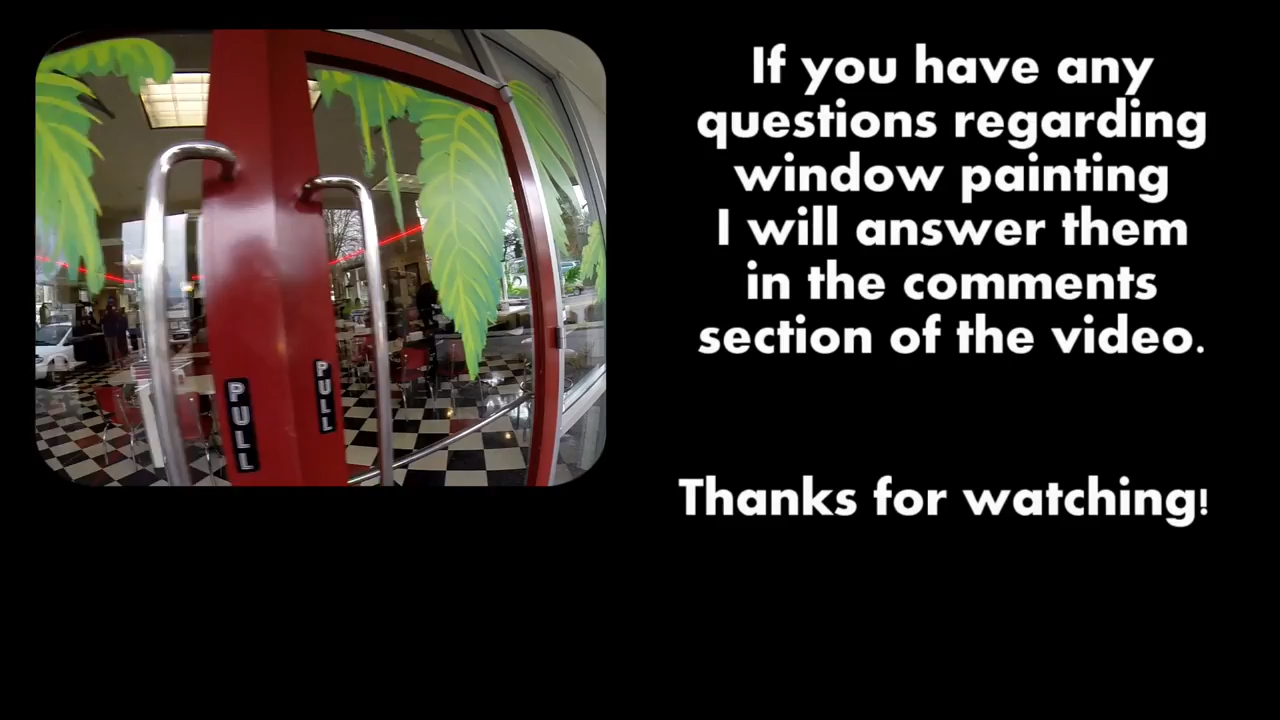 If you have any
questions regarding
window painting
I will answer them
in the comments
section of the video.
Thanks for watching!
PULL
PULL